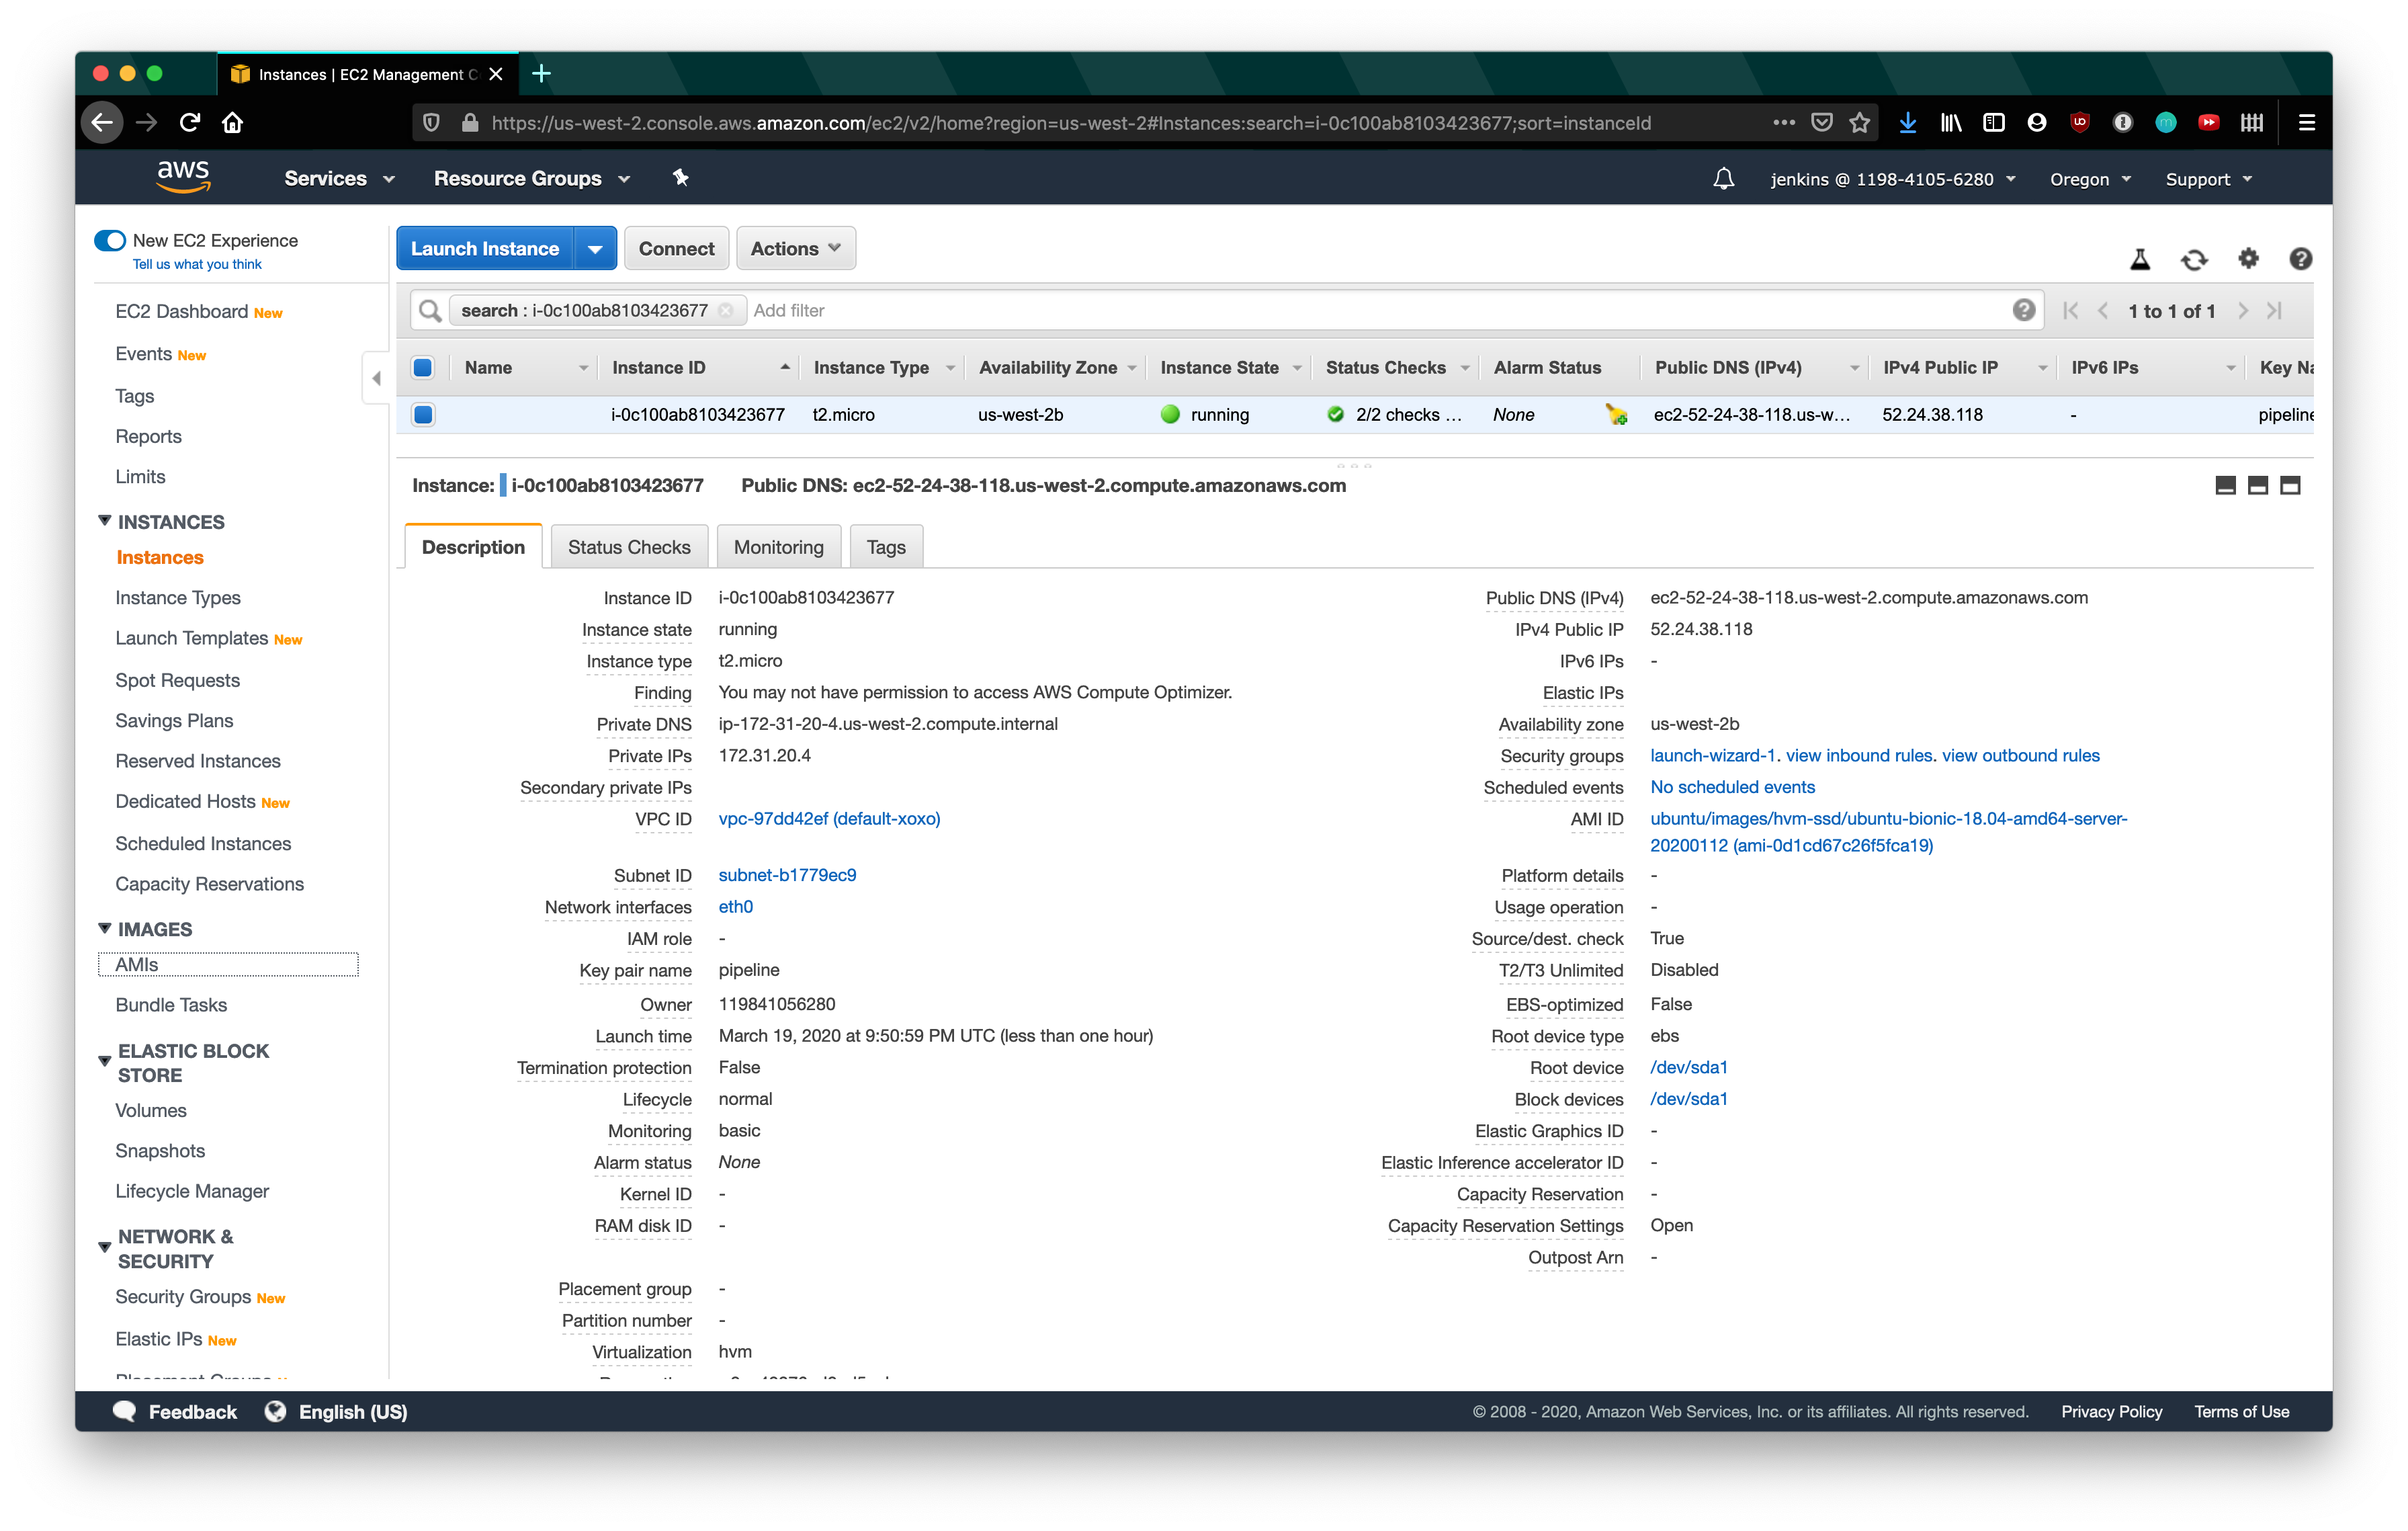 Instances | EC2 Management C
https://us-west-2.console.aws.amazon.com/ec2/v2/home?region=us-west-2#Instances:search=i-0c100ab8103423677;sort=instanceId
aws Services Resource Groups jenkins @ 1198-4105-6280 Oregon Support
New EC2 Experience
Tell us what you think
EC2 Dashboard New
Events New
Tags
Reports
Limits
INSTANCES
Instances
Instance Types
Launch Templates New
Spot Requests
Savings Plans
Reserved Instances
Dedicated Hosts New
Scheduled Instances
Capacity Reservations
IMAGES
AMIs
Bundle Tasks
ELASTIC BLOCK
STORE
Volumes
Snapshots
Lifecycle Manager
NETWORK &
SECURITY
Security Groups New
Elastic IPs New
Launch Instance Connect Actions
search : i-0c100ab8103423677 Add filter 1 to 1 of 1
Name Instance ID Instance Type Availability Zone Instance State Status Checks Alarm Status Public DNS (IPv4) IPv4 Public IP IPv6 IPs Key Na
i-0c100ab8103423677 t2.micro us-west-2b running 2/2 checks ... None ec2-52-24-38-118.us-w... 52.24.38.118 - pipeline
Instance: i-0c100ab8103423677 Public DNS: ec2-52-24-38-118.us-west-2.compute.amazonaws.com
Description Status Checks Monitoring Tags
Instance ID i-0c100ab8103423677
Instance state running
Instance type t2.micro
Finding You may not have permission to access AWS Compute Optimizer.
Private DNS ip-172-31-20-4.us-west-2.compute.internal
Private IPs 172.31.20.4
Secondary private IPs
VPC ID vpc-97dd42ef (default-xoxo)
Subnet ID subnet-b1779ec9
Network interfaces eth0
IAM role -
Key pair name pipeline
Owner 119841056280
Launch time March 19, 2020 at 9:50:59 PM UTC (less than one hour)
Termination protection False
Lifecycle normal
Monitoring basic
Alarm status None
Kernel ID -
RAM disk ID -
Placement group -
Partition number -
Virtualization hvm
Public DNS (IPv4) ec2-52-24-38-118.us-west-2.compute.amazonaws.com
IPv4 Public IP 52.24.38.118
IPv6 IPs -
Elastic IPs
Availability zone us-west-2b
Security groups launch-wizard-1. view inbound rules. view outbound rules
Scheduled events No scheduled events
AMI ID ubuntu/images/hvm-ssd/ubuntu-bionic-18.04-amd64-server-
20200112 (ami-0d1cd67c26f5fca19)
Platform details -
Usage operation -
Source/dest. check True
T2/T3 Unlimited Disabled
EBS-optimized False
Root device type ebs
Root device /dev/sda1
Block devices /dev/sda1
Elastic Graphics ID -
Elastic Inference accelerator ID -
Capacity Reservation -
Capacity Reservation Settings Open
Outpost Arn -
Feedback English (US) © 2008 - 2020, Amazon Web Services, Inc. or its affiliates. All rights reserved. Privacy Policy Terms of Use